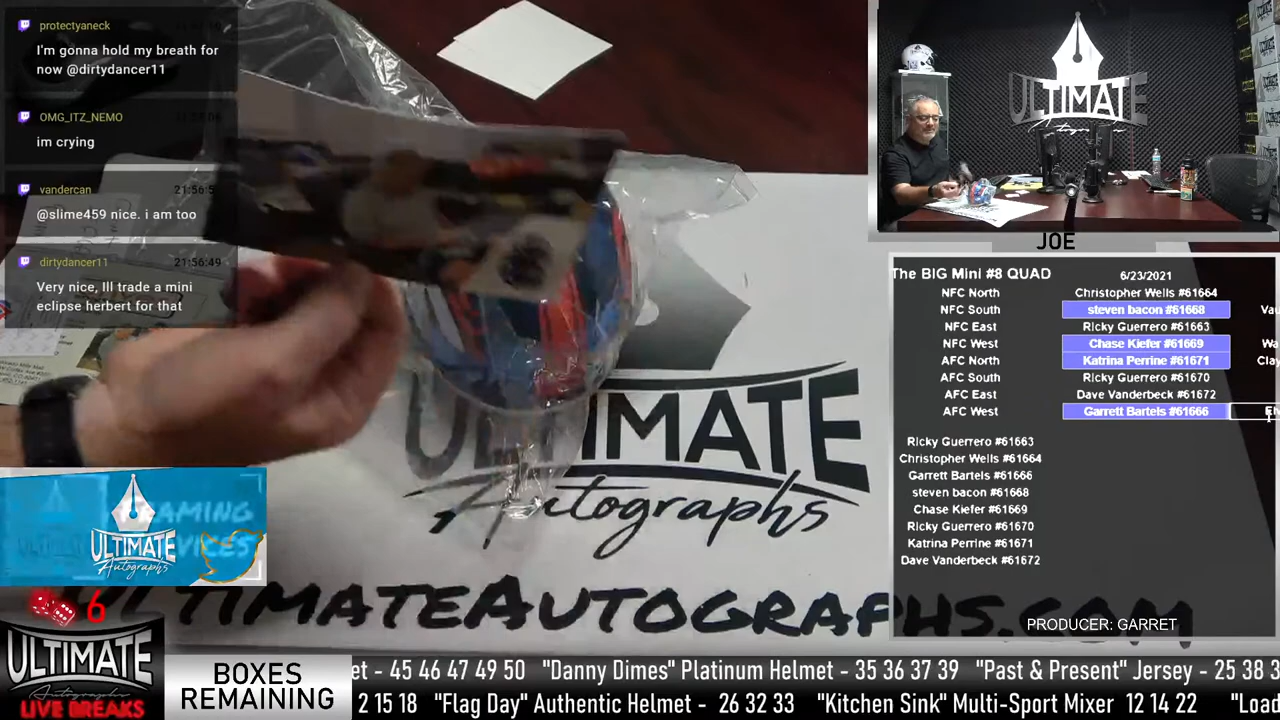 protectyaneck
I'm gonna hold my breath for
now @dirtydancer11
OMG_ITZ_NEMO
im crying
vandercan
@slime459 nice. i am too
dirtydancer11 21:56:49
Very nice, Ill trade a mini
eclipse herbert for that
ULTIMATE
Autographs
JOE
The BIG Mini #8 QUAD 6/23/2021
NFC North Christopher Wells #61664
NFC South steven bacon #61668
NFC East Ricky Guerrero #61663
NFC West Chase Kiefer #61669
AFC North Katrina Perrine #61671
AFC South Ricky Guerrero #61670
AFC East Dave Vanderbeck #61672
AFC West Garrett Bartels #61666
Ricky Guerrero #61663
Christopher Wells #61664
Garrett Bartels #61666
steven bacon #61668
Chase Kiefer #61669
Ricky Guerrero #61670
Katrina Perrine #61671
Dave Vanderbeck #61672
PRODUCER: GARRET
ULTIMATE
Autographs
ULTIMATEAUTOGRAPHS.COM
ULTIMATE
Autographs
6
ULTIMATE
Autographs
LIVE BREAKS
BOXES
REMAINING
et - 45 46 47 49 50 "Danny Dimes" Platinum Helmet - 35 36 37 39 "Past & Present" Jersey - 25 38 3
2 15 18 "Flag Day" Authentic Helmet - 26 32 33 "Kitchen Sink" Multi-Sport Mixer 12 14 22 "Load